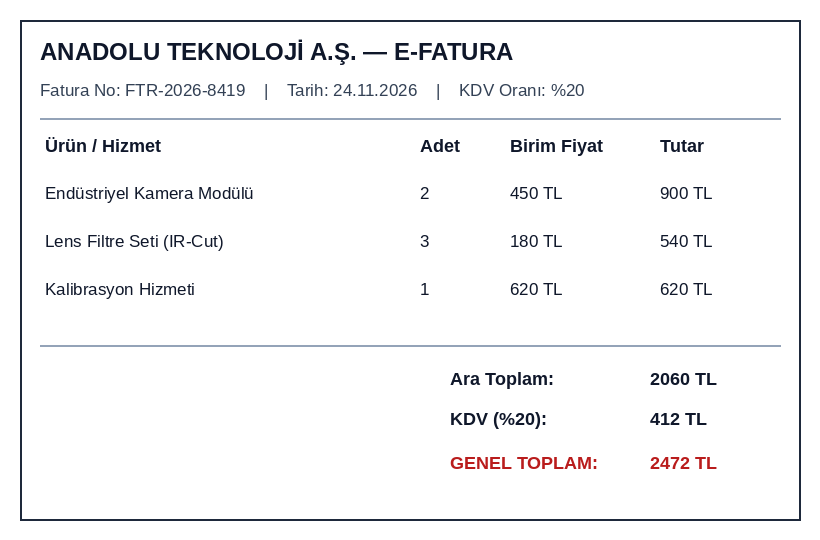 ANADOLU TEKNOLOJİ A.Ş. — E-FATURA
Fatura No: FTR-2026-8419 | Tarih: 24.11.2026 | KDV Oranı: %20
Ürün / Hizmet Adet Birim Fiyat Tutar
Endüstriyel Kamera Modülü 2 450 TL 900 TL
Lens Filtre Seti (IR-Cut) 3 180 TL 540 TL
Kalibrasyon Hizmeti 1 620 TL 620 TL
Ara Toplam: 2060 TL
KDV (%20): 412 TL
GENEL TOPLAM: 2472 TL